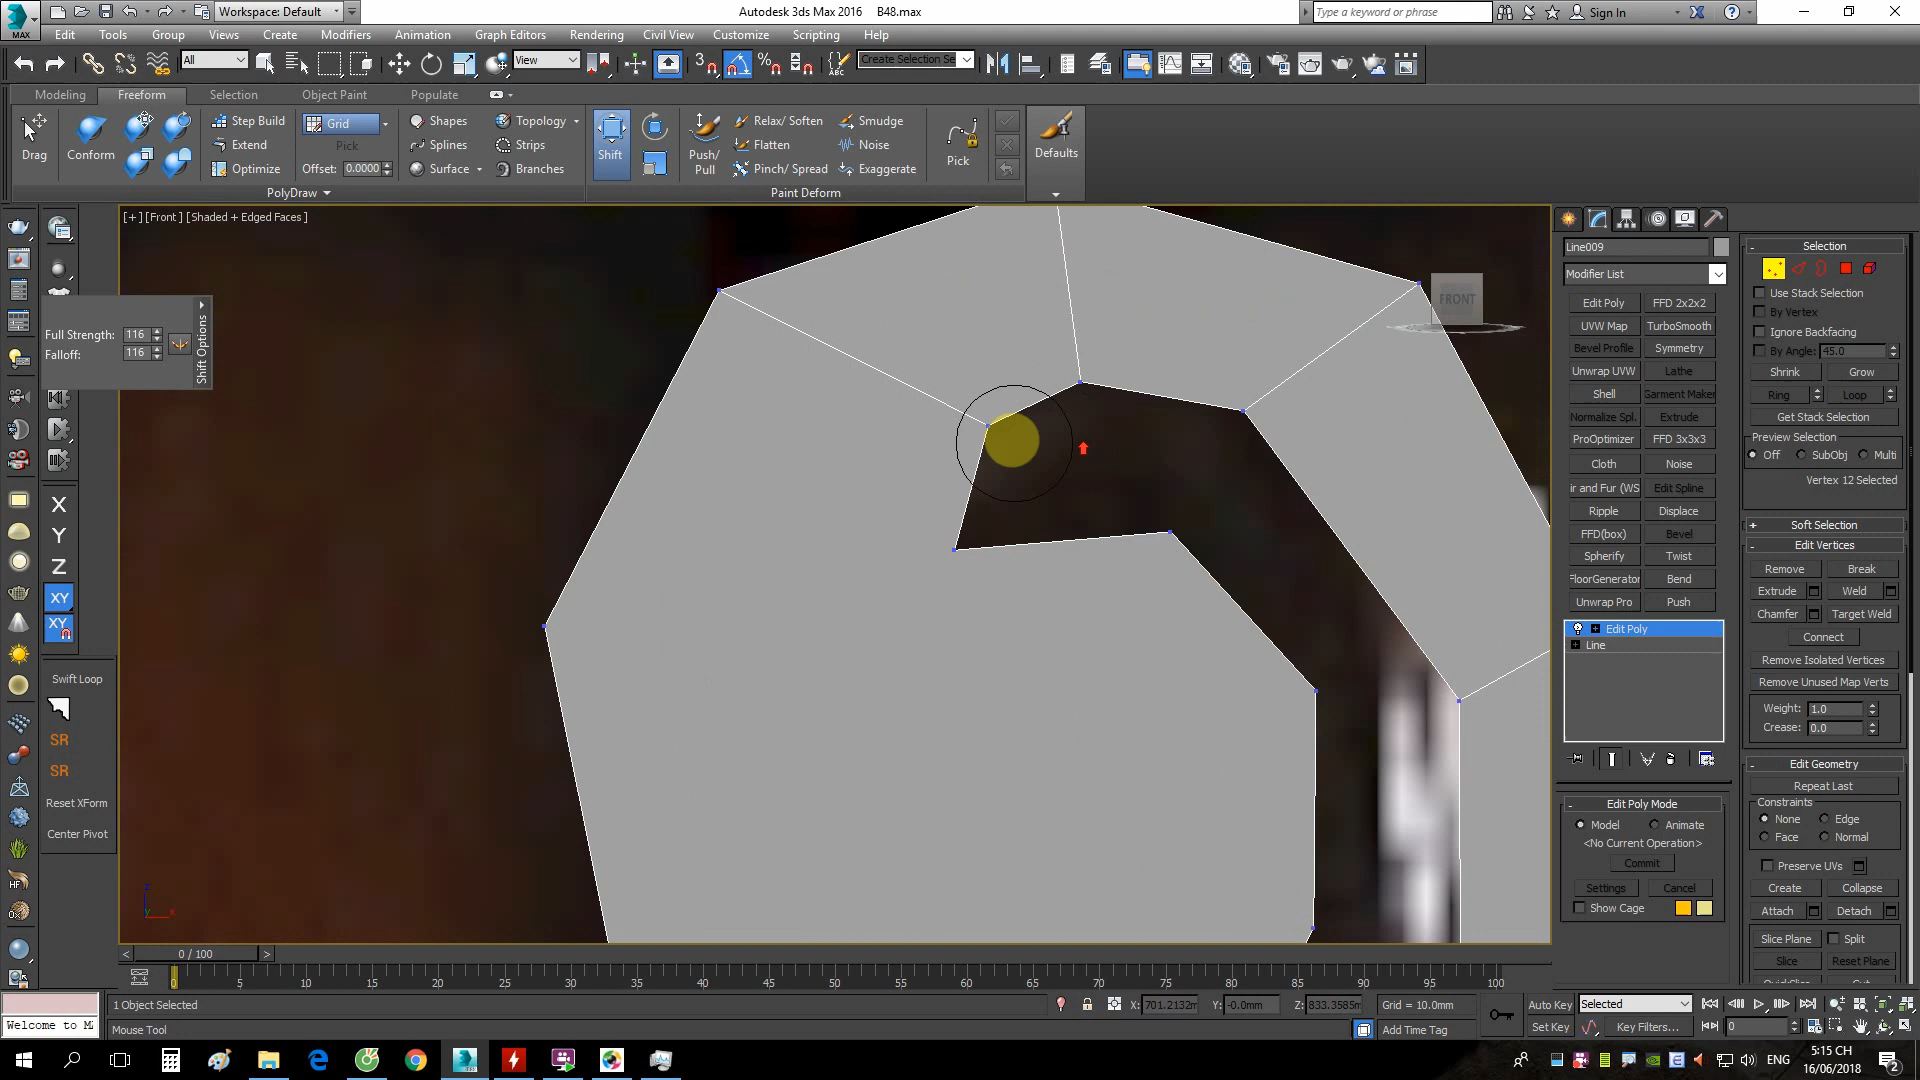 Workspace: Default
Autodesk 3ds Max 2016 B48.max
Type a keyword or phrase
Sign In
MAX
Edit Tools Group Views Create Modifiers Animation Graph Editors Rendering Civil View Customize Scripting Help
All
View
Create Selection Se
Modeling Freeform Selection Object Paint Populate
Drag
Conform
Step Build
Extend
Optimize
Grid
Pick
Offset: 0.0000
Shapes
Splines
Surface
Topology
Strips
Branches
PolyDraw
Shift
Push/
Pull
Relax/ Soften
Flatten
Pinch/ Spread
Smudge
Noise
Exaggerate
Pick
Defaults
Paint Deform
[+] [Front ] [Shaded + Edged Faces ]
Full Strength: 116
Falloff: 116
Shift Options
X
Y
Z
XY
XY
Swift Loop
SR
SR
Reset XForm
Center Pivot
FRONT
Line009
Modifier List
Edit Poly FFD 2x2x2
UVW Map TurboSmooth
Bevel Profile Symmetry
Unwrap UVW Lathe
Shell Garment Maker
Normalize Spl. Extrude
ProOptimizer FFD 3x3x3
Cloth Noise
ir and Fur (WS Edit Spline
Ripple Displace
FFD(box) Bevel
Spherify Twist
FloorGenerator Bend
Unwrap Pro Push
Edit Poly
Line
Edit Poly Mode
Model Animate
<No Current Operation>
Commit
Settings Cancel
Show Cage
Selection
Use Stack Selection
By Vertex
Ignore Backfacing
By Angle: 45.0
Shrink Grow
Ring Loop
Get Stack Selection
Preview Selection
Off SubObj Multi
Vertex 12 Selected
Soft Selection
Edit Vertices
Remove Break
Extrude Weld
Chamfer Target Weld
Connect
Remove Isolated Vertices
Remove Unused Map Verts
Weight: 1.0
Crease: 0.0
Edit Geometry
Repeat Last
Constraints
None Edge
Face Normal
Preserve UVs
Create Collapse
Attach Detach
Slice Plane Split
Slice Reset Plane
0 / 100
0 5 10 15 20 25 30 35 40 45 50 55 60 65 70 75 80 85 90 95 100
1 Object Selected
X: 701.2132m Y: -0.0mm Z: 833.3585m Grid = 10.0mm
Auto Key Selected
Welcome to M
Mouse Tool
Add Time Tag
Set Key Key Filters... 0
ENG
5:15 CH
16/06/2018
2